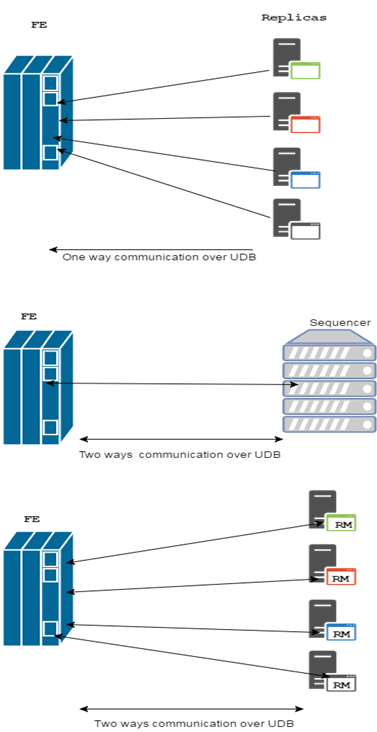 FE
Replicas
One way communication over UDB
FE
Sequencer
Two ways communication over UDB
FE
RM
RM
RM
RM
Two ways communication over UDB